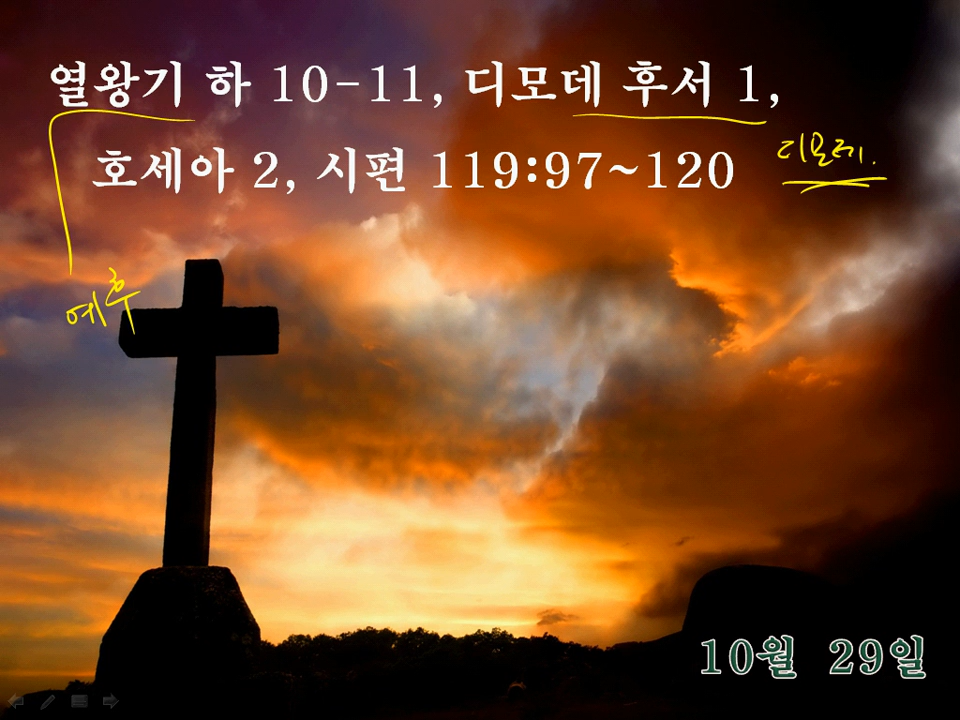 열왕기 하 10-11, 디모데 후서 1,
호세아 2, 시편 119:97~120
디모데.
예후
10월 29일